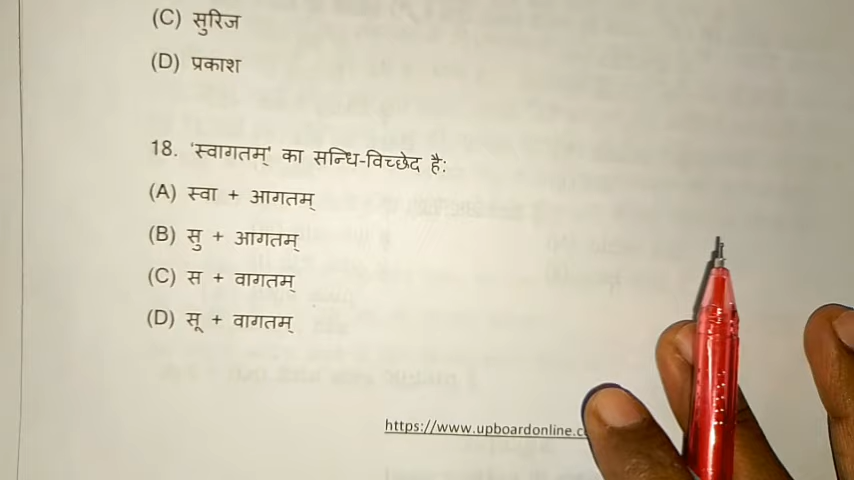 (C) सुरिज
(D) प्रकाश
18. 'स्वागतम्' का सन्धि-विच्छेद है:
(A) स्वा + आगतम्
(B) सु + आगतम्
(C) स + वागतम्
(D) सू + वागतम्
https://www.upboardonline.c